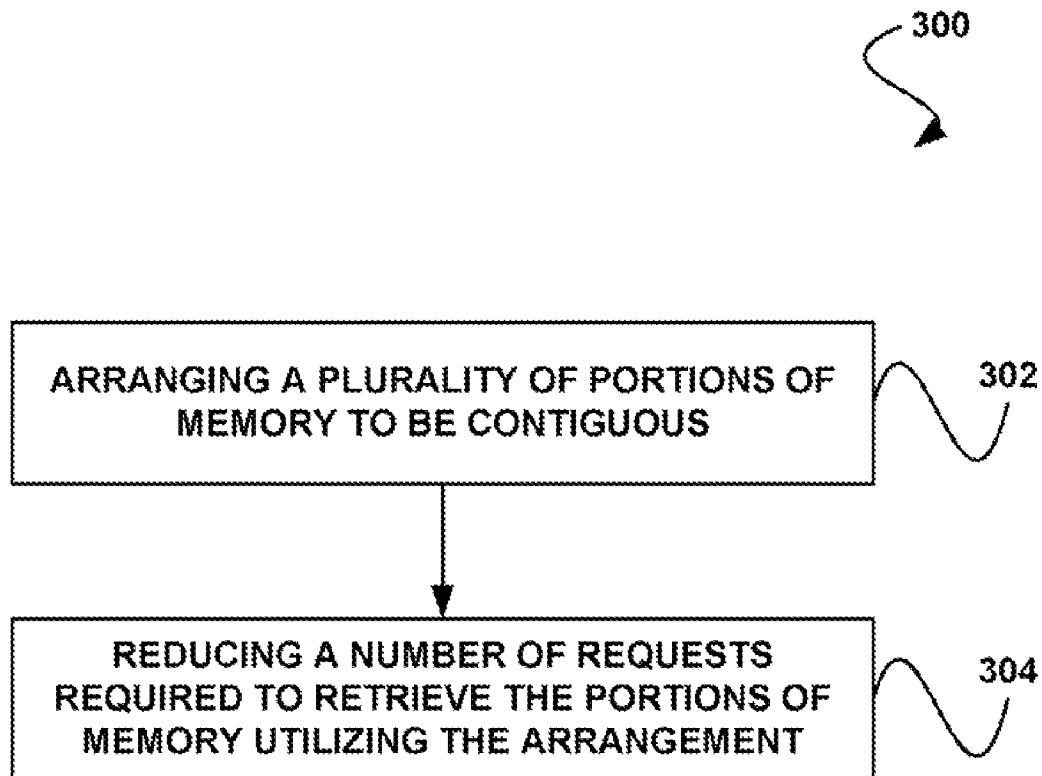 300
ARRANGING A PLURALITY OF PORTIONS OF
MEMORY TO BE CONTIGUOUS
302
REDUCING A NUMBER OF REQUESTS
REQUIRED TO RETRIEVE THE PORTIONS OF
MEMORY UTILIZING THE ARRANGEMENT
304